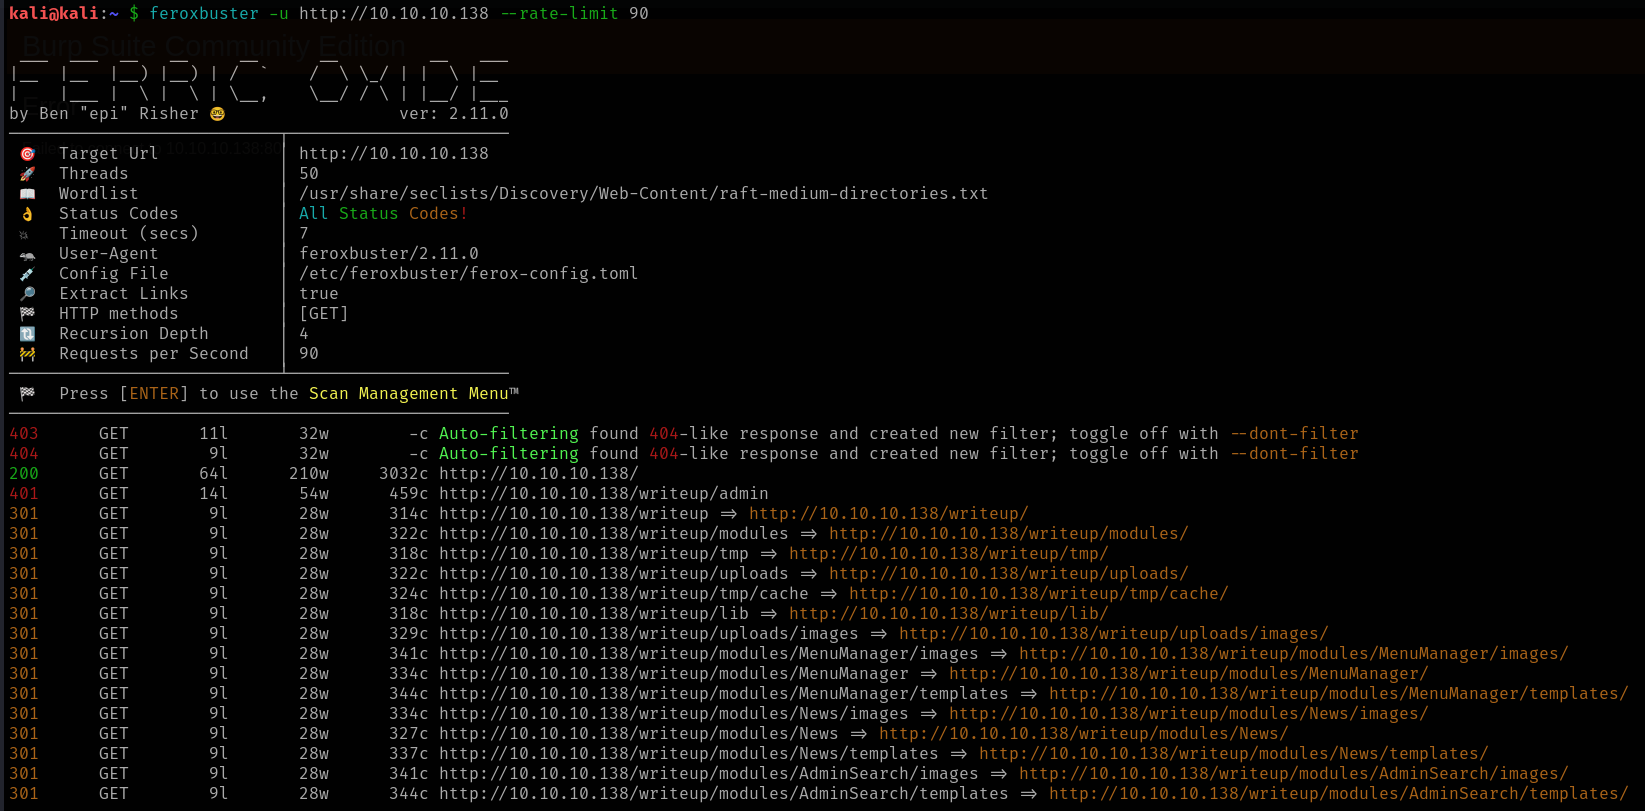 kali@kali:~ $ feroxbuster -u http://10.10.10.138 --rate-limit 90
Burp Suite Community Edition
FERRIC OXIDE
by Ben "epi" Risher 🤓 ver: 2.11.0
🎯 Target Url │ http://10.10.10.138
🚀 Threads │ 50
📖 Wordlist │ /usr/share/seclists/Discovery/Web-Content/raft-medium-directories.txt
👌 Status Codes │ All Status Codes!
💥 Timeout (secs) │ 7
🦡 User-Agent │ feroxbuster/2.11.0
💉 Config File │ /etc/feroxbuster/ferox-config.toml
🔎 Extract Links │ true
🏁 HTTP methods │ [GET]
🔃 Recursion Depth │ 4
🚧 Requests per Second │ 90
🏁 Press [ENTER] to use the Scan Management Menu™
403 GET 11l 32w -c Auto-filtering found 404-like response and created new filter; toggle off with --dont-filter
404 GET 9l 32w -c Auto-filtering found 404-like response and created new filter; toggle off with --dont-filter
200 GET 64l 210w 3032c http://10.10.10.138/
401 GET 14l 54w 459c http://10.10.10.138/writeup/admin
301 GET 9l 28w 314c http://10.10.10.138/writeup => http://10.10.10.138/writeup/
301 GET 9l 28w 322c http://10.10.10.138/writeup/modules => http://10.10.10.138/writeup/modules/
301 GET 9l 28w 318c http://10.10.10.138/writeup/tmp => http://10.10.10.138/writeup/tmp/
301 GET 9l 28w 322c http://10.10.10.138/writeup/uploads => http://10.10.10.138/writeup/uploads/
301 GET 9l 28w 324c http://10.10.10.138/writeup/tmp/cache => http://10.10.10.138/writeup/tmp/cache/
301 GET 9l 28w 318c http://10.10.10.138/writeup/lib => http://10.10.10.138/writeup/lib/
301 GET 9l 28w 329c http://10.10.10.138/writeup/uploads/images => http://10.10.10.138/writeup/uploads/images/
301 GET 9l 28w 341c http://10.10.10.138/writeup/modules/MenuManager/images => http://10.10.10.138/writeup/modules/MenuManager/images/
301 GET 9l 28w 334c http://10.10.10.138/writeup/modules/MenuManager => http://10.10.10.138/writeup/modules/MenuManager/
301 GET 9l 28w 344c http://10.10.10.138/writeup/modules/MenuManager/templates => http://10.10.10.138/writeup/modules/MenuManager/templates/
301 GET 9l 28w 334c http://10.10.10.138/writeup/modules/News/images => http://10.10.10.138/writeup/modules/News/images/
301 GET 9l 28w 327c http://10.10.10.138/writeup/modules/News => http://10.10.10.138/writeup/modules/News/
301 GET 9l 28w 337c http://10.10.10.138/writeup/modules/News/templates => http://10.10.10.138/writeup/modules/News/templates/
301 GET 9l 28w 341c http://10.10.10.138/writeup/modules/AdminSearch/images => http://10.10.10.138/writeup/modules/AdminSearch/images/
301 GET 9l 28w 344c http://10.10.10.138/writeup/modules/AdminSearch/templates => http://10.10.10.138/writeup/modules/AdminSearch/templates/